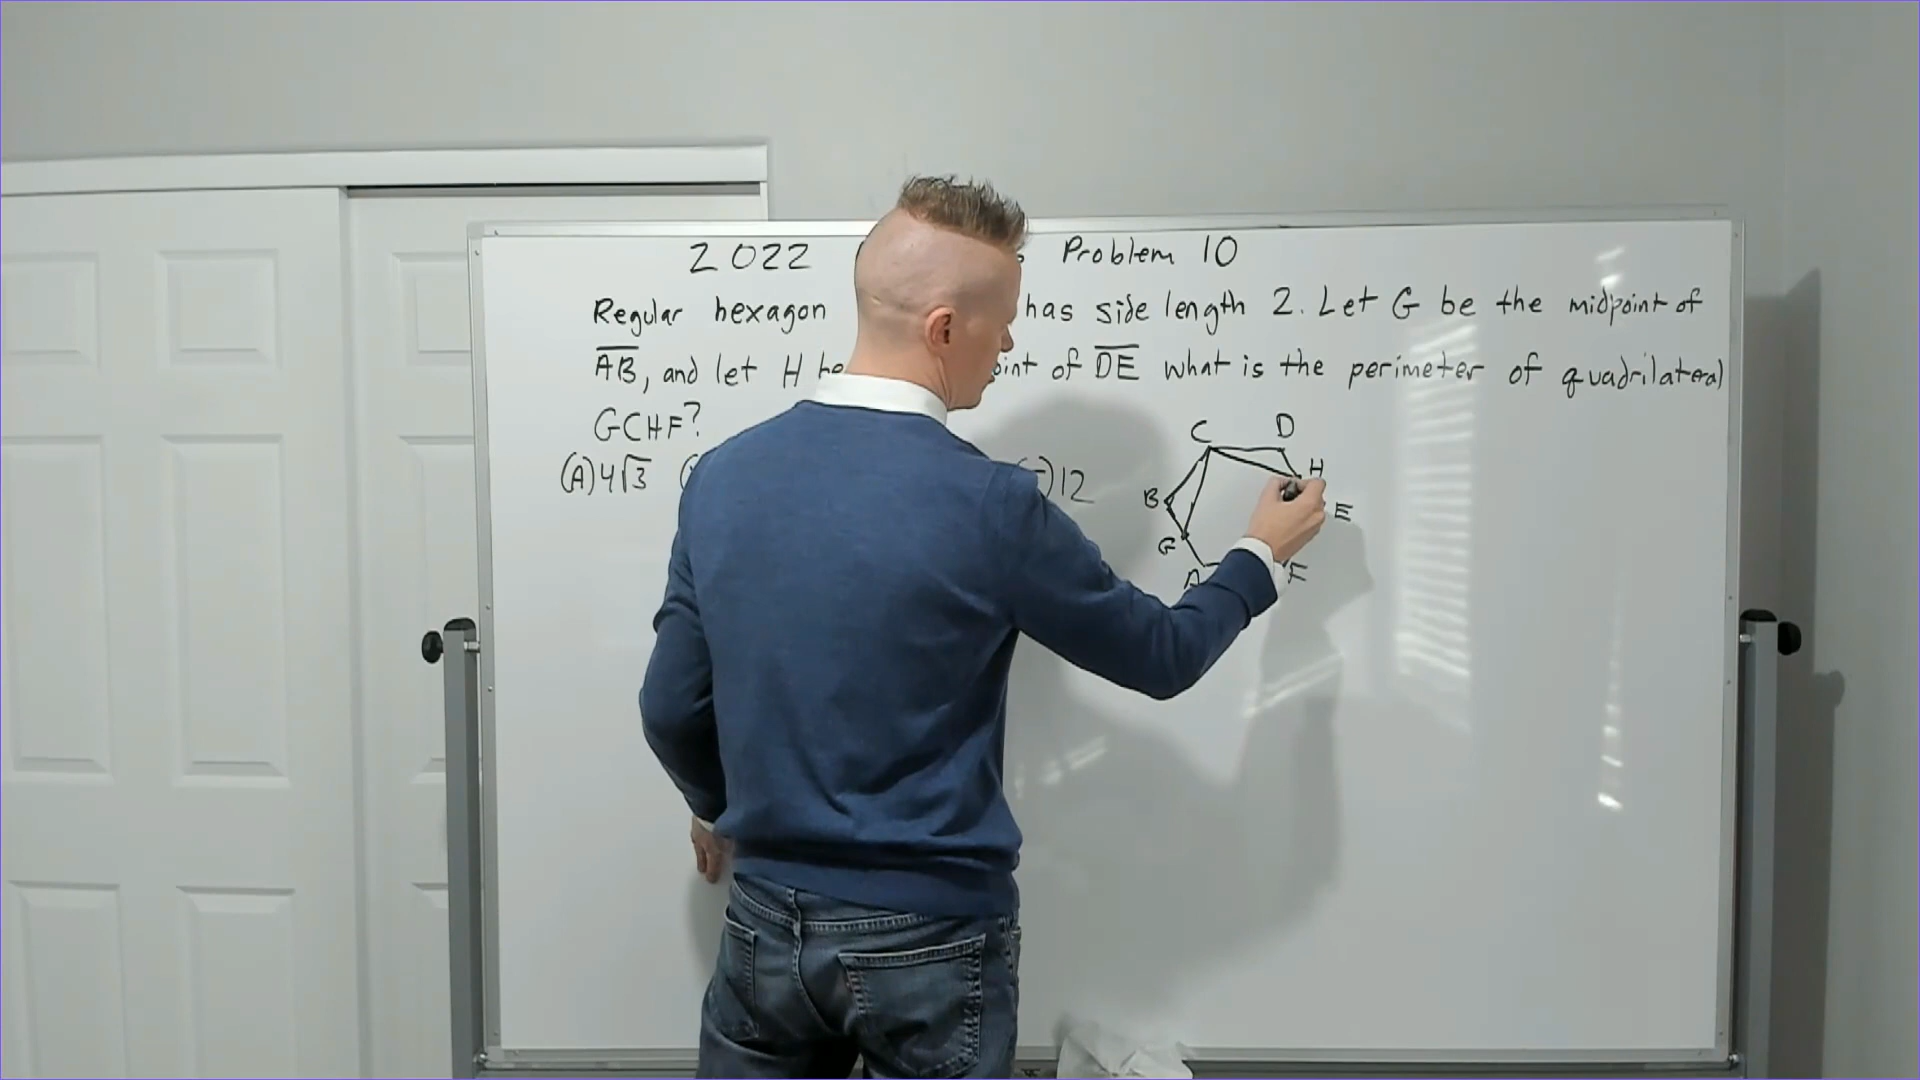 2022 Problem 10
Regular hexagon has side length 2. Let G be the midpoint of
AB, and let H be of DE what is the perimeter of quadrilateral
GCHF?
(A) 4√3 12
C D
H
B
E
G
A F